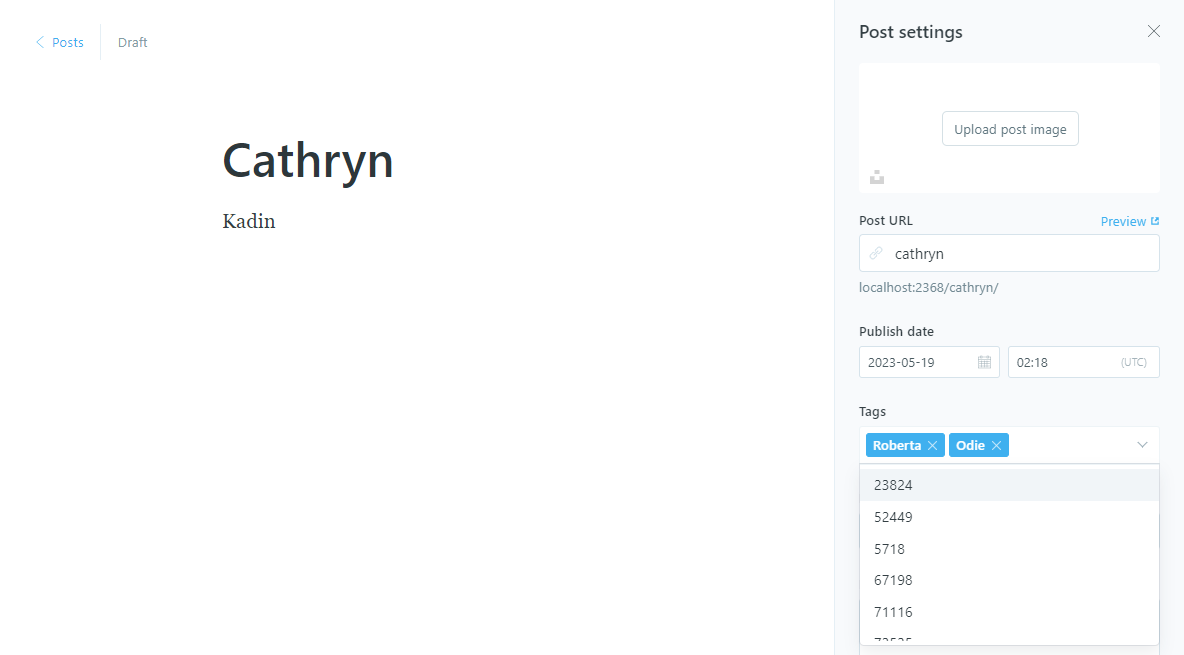 Posts
Draft
Cathryn
Kadin
Post settings
Upload post image
Post URL
Preview
cathryn
localhost:2368/cathryn/
Publish date
2023-05-19
02:18
(UTC)
Tags
Roberta
Odie
23824
52449
5718
67198
71116